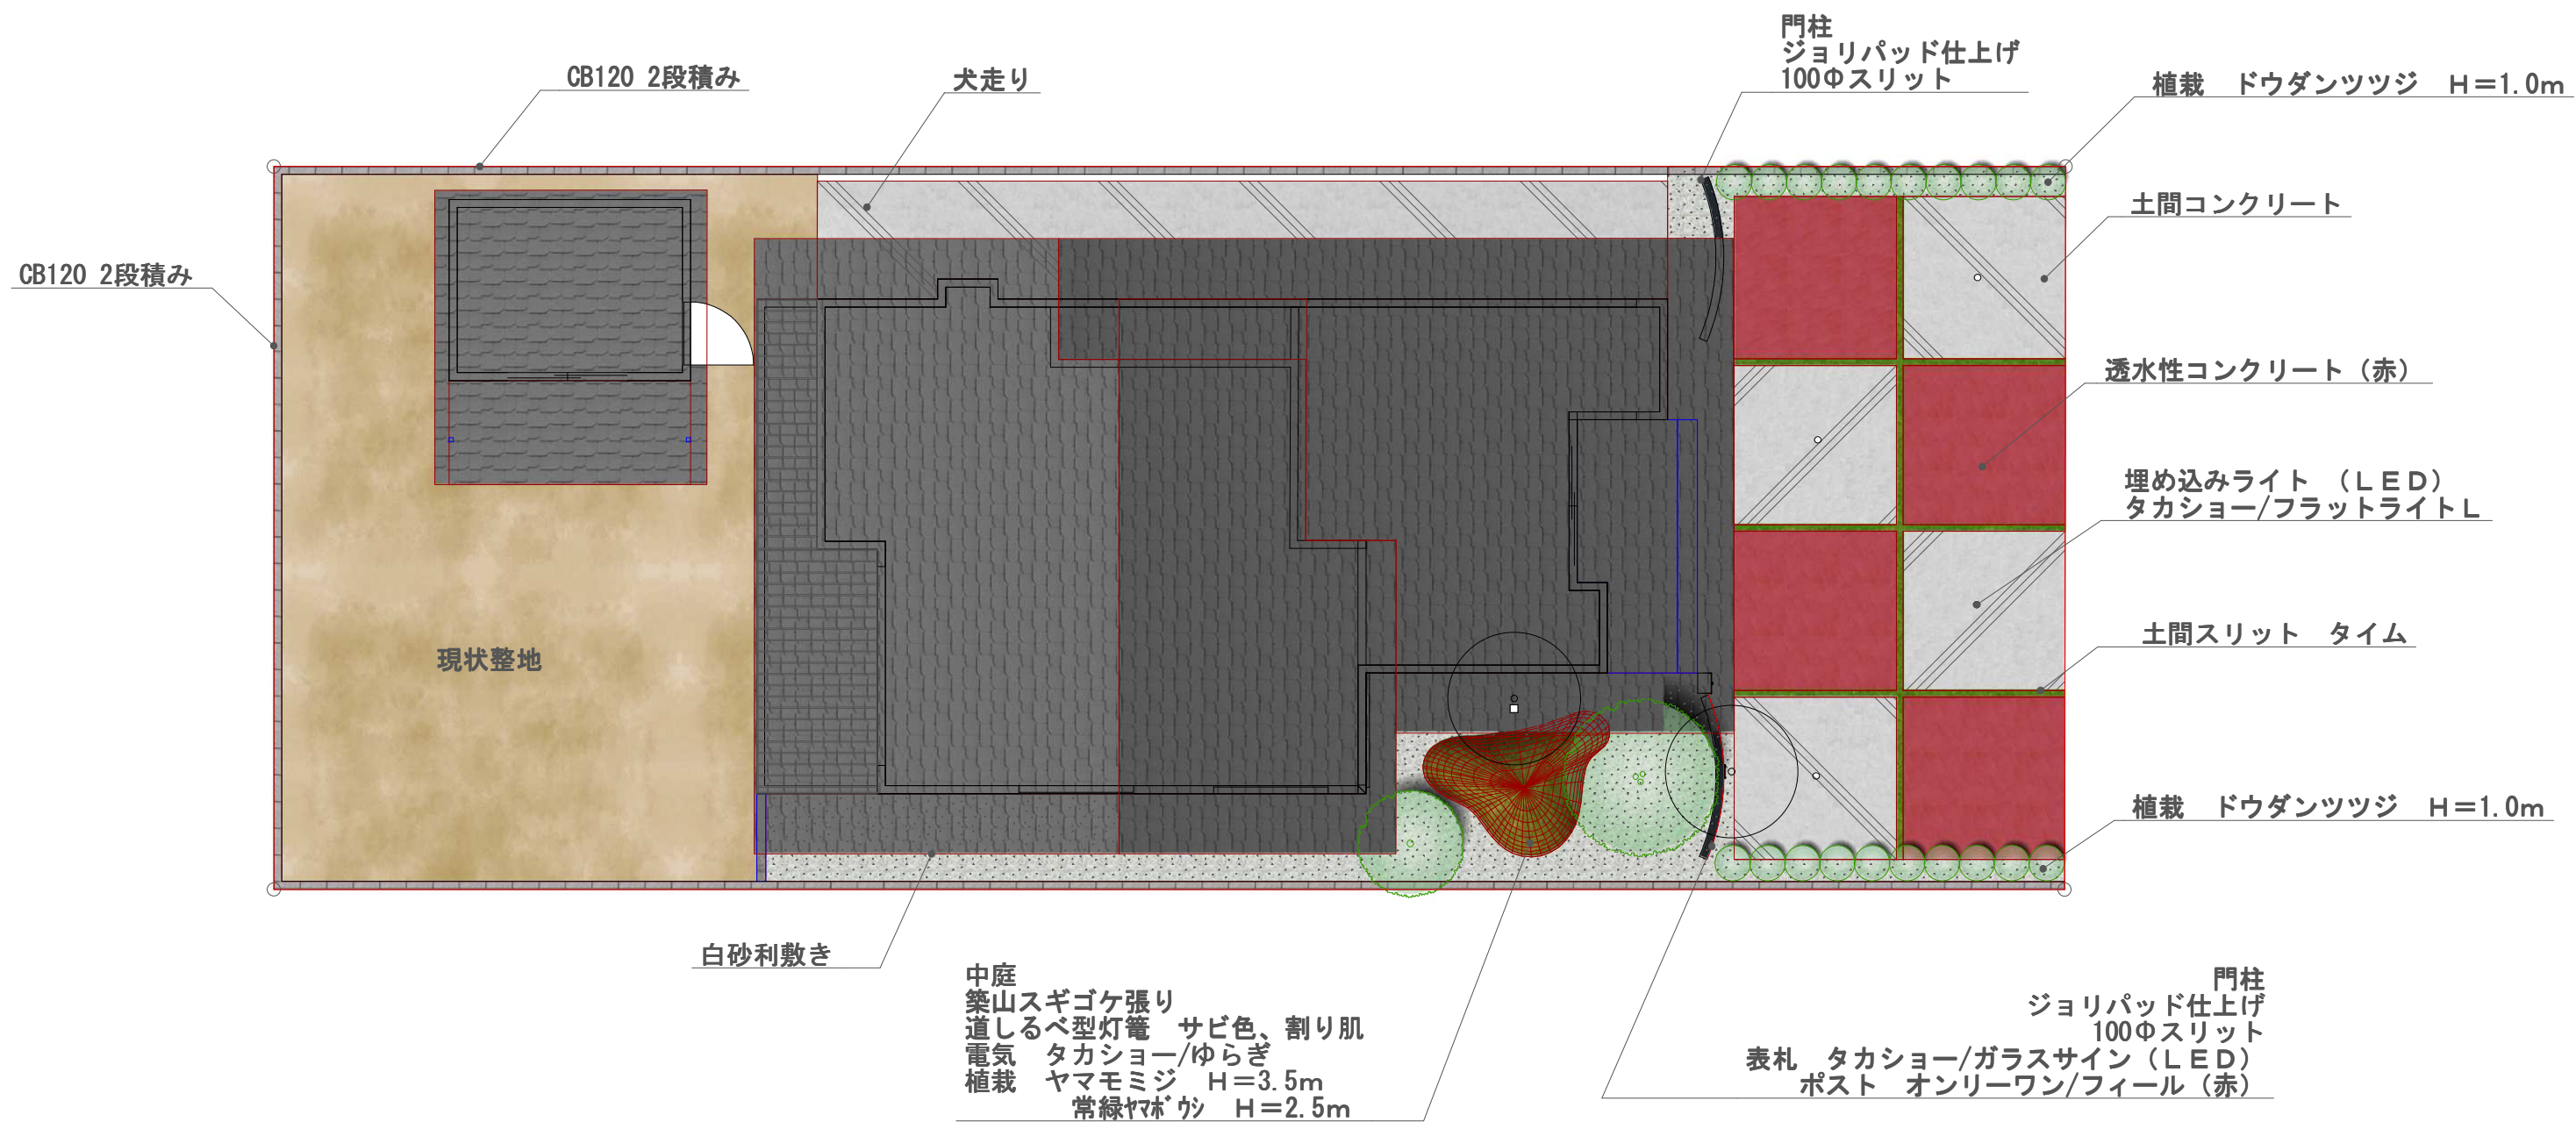 門柱
ジョリパッド仕上げ
100Φスリット
CB120 2段積み
犬走り
植栽　ドウダンツツジ　Ｈ＝1.0m
土間コンクリート
CB120 2段積み
透水性コンクリート（赤）
埋め込みライト　（ＬＥＤ）
タカショー/フラットライトＬ
土間スリット　タイム
現状整地
植栽　ドウダンツツジ　Ｈ＝1.0m
白砂利敷き
中庭
築山スギゴケ張り
道しるべ型灯篭　サビ色、割り肌
電気　タカショー/ゆらぎ
植栽　ヤマモミジ　Ｈ＝3.5m
常緑ﾔﾏﾎﾞｳｼ　Ｈ＝2.5m
門柱
ジョリパッド仕上げ
100Φスリット
表札　タカショー/ガラスサイン（ＬＥＤ）
ポスト　オンリーワン/フィール（赤）